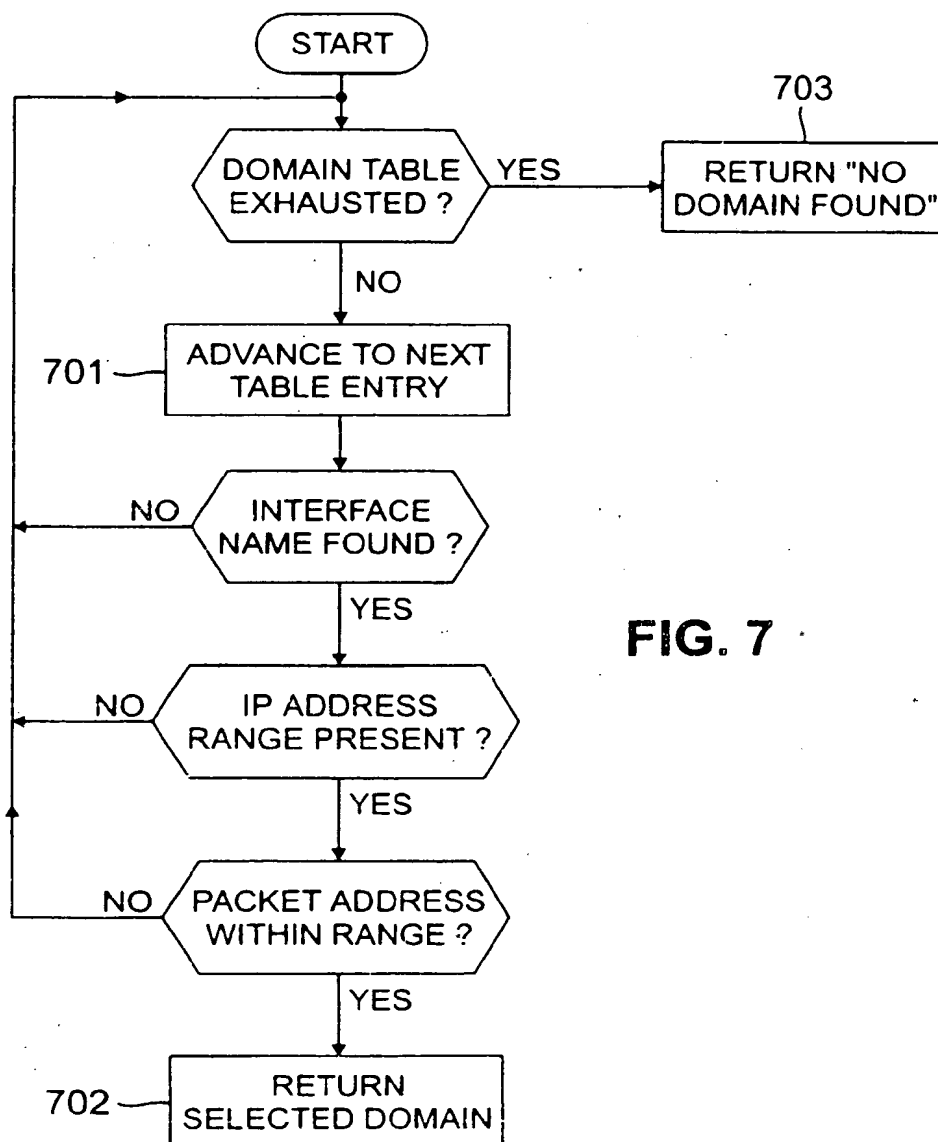 START
703
DOMAIN TABLE
EXHAUSTED ?
YES
RETURN "NO
DOMAIN FOUND"
NO
701
ADVANCE TO NEXT
TABLE ENTRY
NO
INTERFACE
NAME FOUND ?
YES
FIG. 7
NO
IP ADDRESS
RANGE PRESENT ?
YES
NO
PACKET ADDRESS
WITHIN RANGE ?
YES
702
RETURN
SELECTED DOMAIN